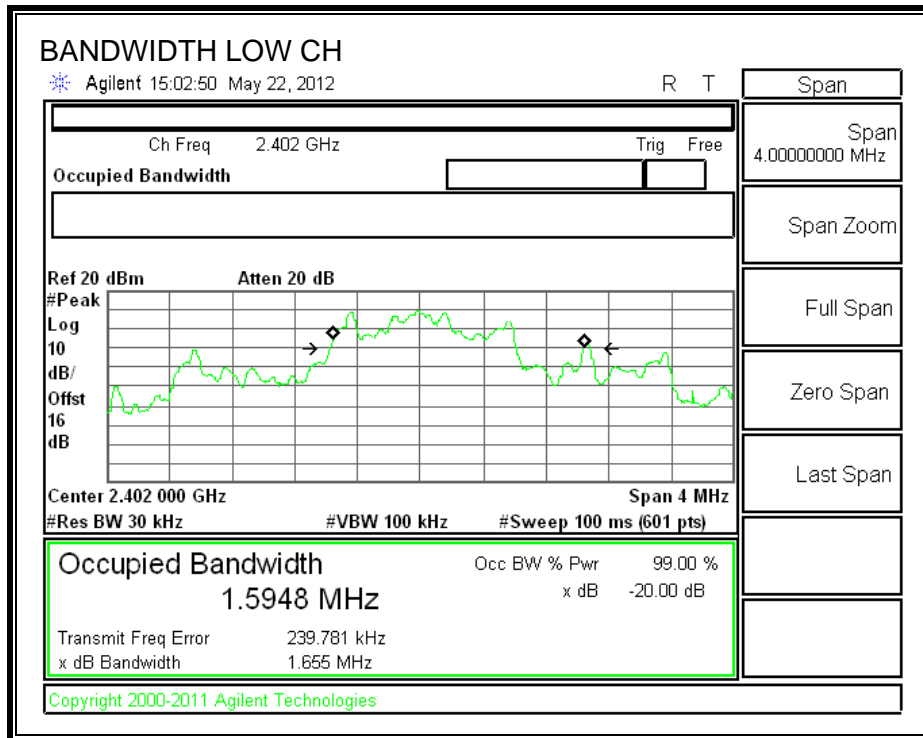 BANDWIDTH LOW CH
Agilent 15:02:50 May 22, 2012 R T
Span
Ch Freq 2.402 GHz Trig Free
Occupied Bandwidth
Span
4.00000000 MHz
Span Zoom
Full Span
Zero Span
Last Span
Ref 20 dBm Atten 20 dB
#Peak
Log
10
dB/
Offst
16
dB
Center 2.402 000 GHz Span 4 MHz
#Res BW 30 kHz #VBW 100 kHz #Sweep 100 ms (601 pts)
Occupied Bandwidth Occ BW % Pwr 99.00 %
1.5948 MHz x dB -20.00 dB
Transmit Freq Error 239.781 kHz
x dB Bandwidth 1.655 MHz
Copyright 2000-2011 Agilent Technologies